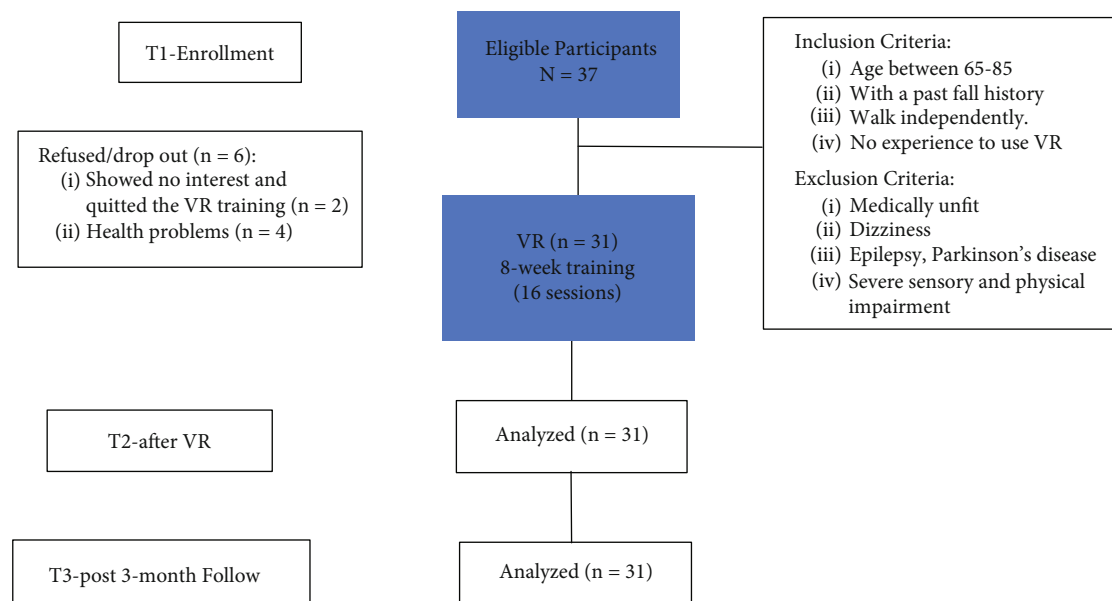 T1-Enrollment
Eligible Participants
N = 37
Inclusion Criteria:
(i) Age between 65-85
(ii) With a past fall history
(iii) Walk independently.
(iv) No experience to use VR
Exclusion Criteria:
(i) Medically unfit
(ii) Dizziness
(iii) Epilepsy, Parkinson's disease
(iv) Severe sensory and physical
impairment
Refused/drop out (n = 6):
(i) Showed no interest and
quitted the VR training (n = 2)
(ii) Health problems (n = 4)
VR (n = 31)
8-week training
(16 sessions)
T2-after VR
Analyzed (n = 31)
T3-post 3-month Follow
Analyzed (n = 31)